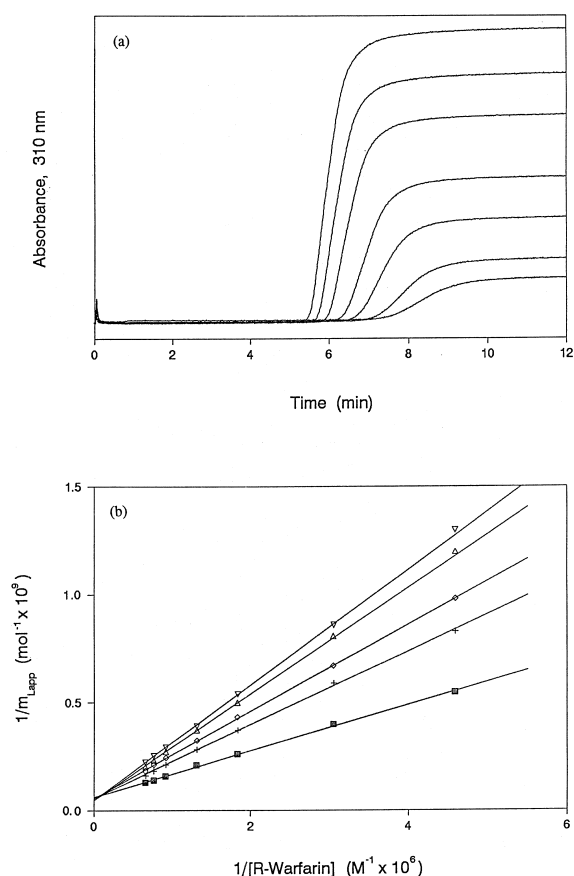 (a)
Absorbance, 310 nm
0 2 4 6 8 10 12
Time (min)
(b)
1.5
1.0
0.5
0.0
1/m_Lapp (mol⁻¹ x 10⁹)
0 2 4 6
1/[R-Warfarin] (M⁻¹ x 10⁶)